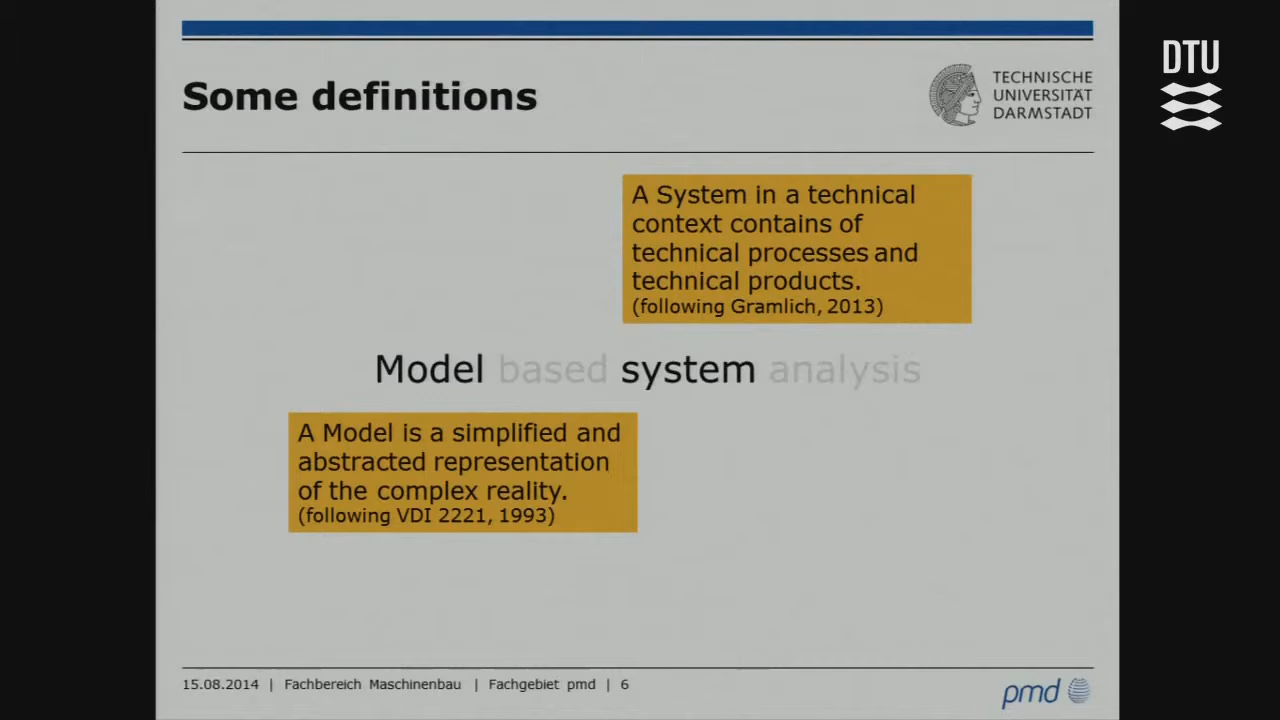 Some definitions
TECHNISCHE
UNIVERSITÄT
DARMSTADT
DTU
A System in a technical
context contains of
technical processes and
technical products.
(following Gramlich, 2013)
Model based system analysis
A Model is a simplified and
abstracted representation
of the complex reality.
(following VDI 2221, 1993)
15.08.2014 | Fachbereich Maschinenbau | Fachgebiet pmd | 6
pmd